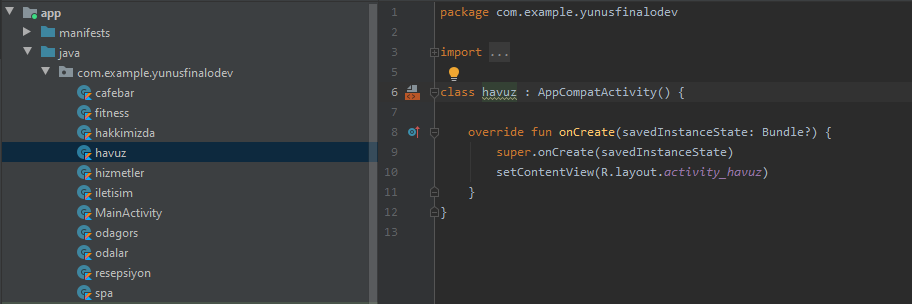 app
manifests
java
com.example.yunusfinalodev
cafebar
fitness
hakkimizda
havuz
hizmetler
iletisim
MainActivity
odagors
odalar
resepsiyon
spa
1 package com.example.yunusfinalodev
2
3 import ...
5
6 class havuz : AppCompatActivity() {
7
8 override fun onCreate(savedInstanceState: Bundle?) {
9 super.onCreate(savedInstanceState)
10 setContentView(R.layout.activity_havuz)
11 }
12 }
13